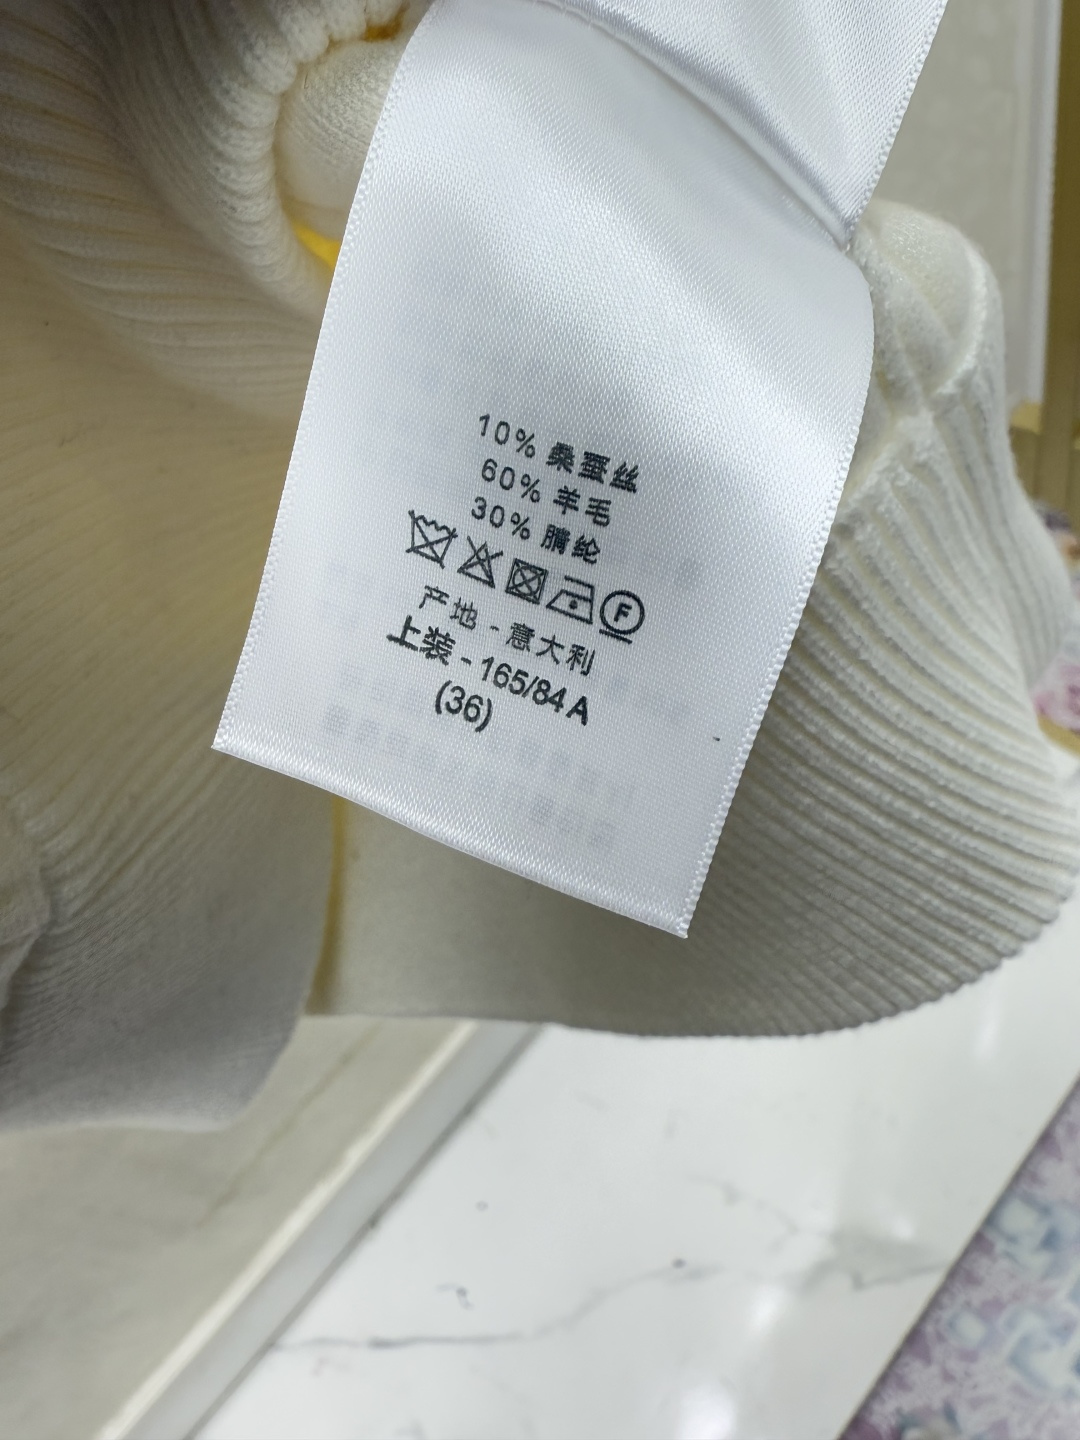 10% 桑蚕丝
60% 羊毛
30% 腈纶
F
产地 - 意大利
上装 - 165/84 A
(36)